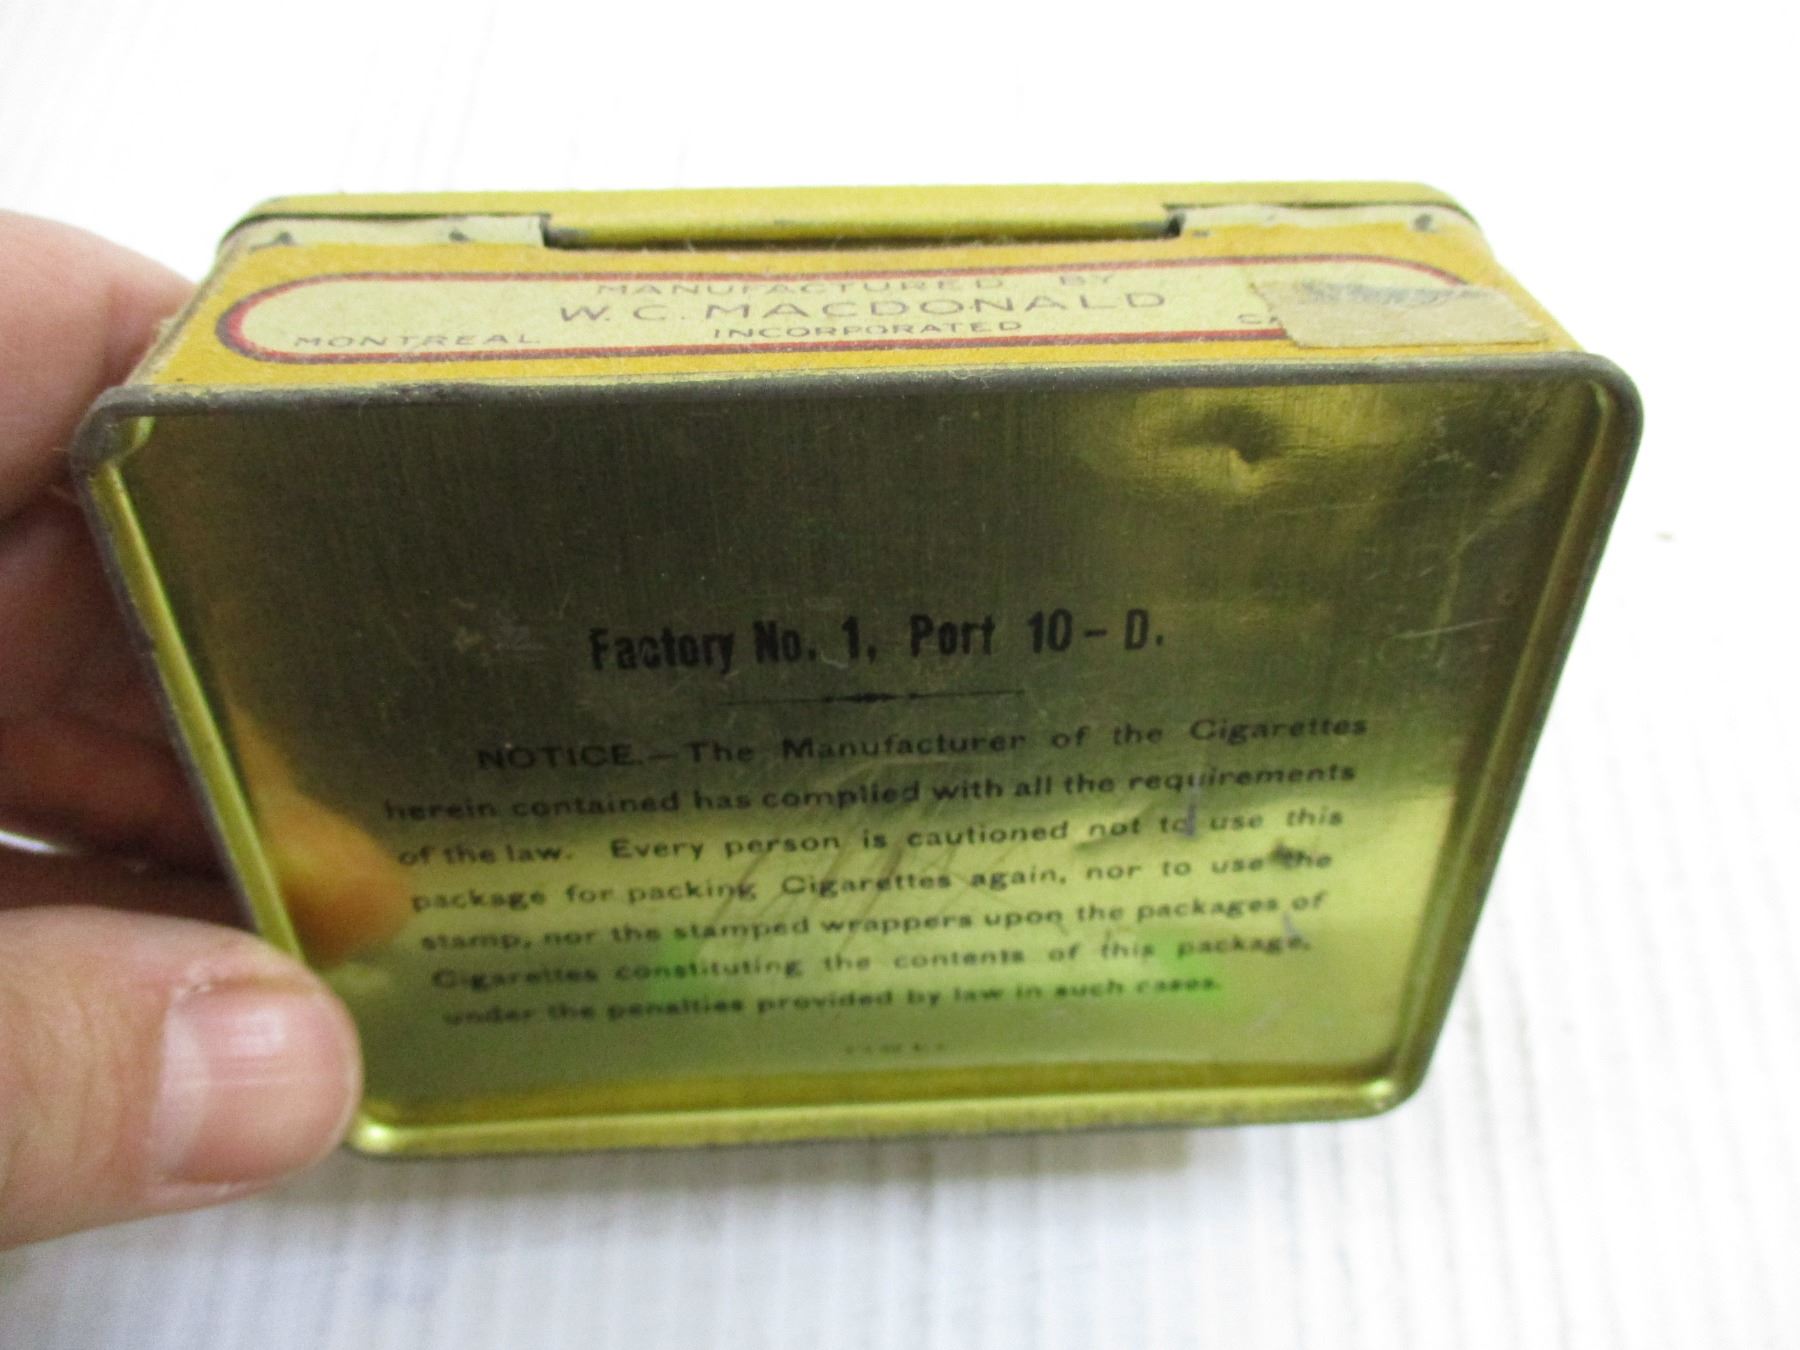 MANUFACTURED BY
W. C. MACDONALD
INCORPORATED
MONTREAL
Factory No. 1, Port 10 - D.
NOTICE.—The Manufacturer of the Cigarettes
herein contained has complied with all the requirements
of the law. Every person is cautioned not to use this
package for packing Cigarettes again, nor to use the
stamp, nor the stamped wrappers upon the packages of
Cigarettes constituting the contents of this package,
under the penalties provided by law in such cases.